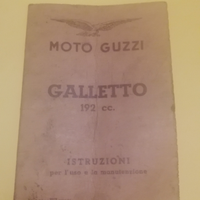 MOTO GUZZI
GALLETTO
192 cc.
ISTRUZIONI
per l'uso e la manutenzione